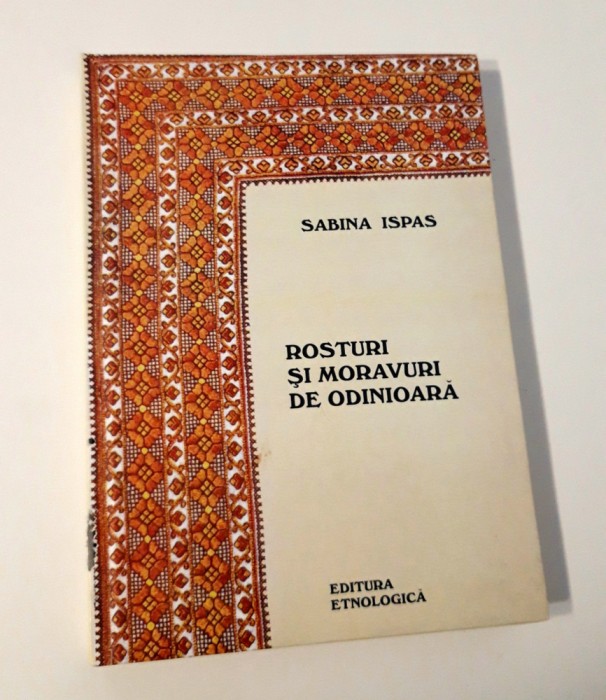 SABINA ISPAS
ROSTURI
ŞI MORAVURI
DE ODINIOARĂ
EDITURA
ETNOLOGICĂ